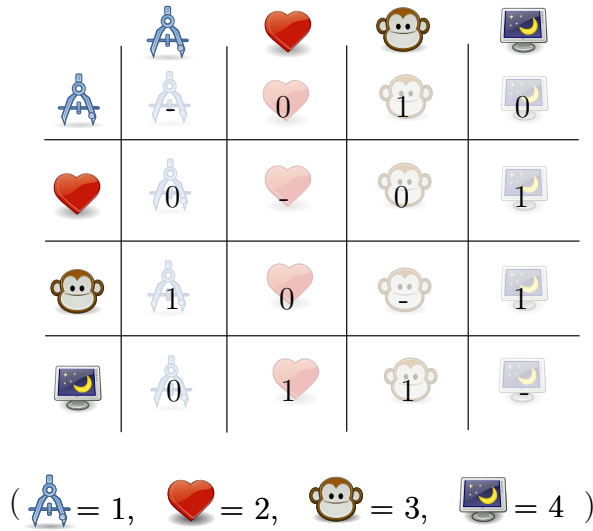 - 0 1 0
0 - 0 1
1 0 - 1
0 1 1 -
( = 1, = 2, = 3, = 4 )